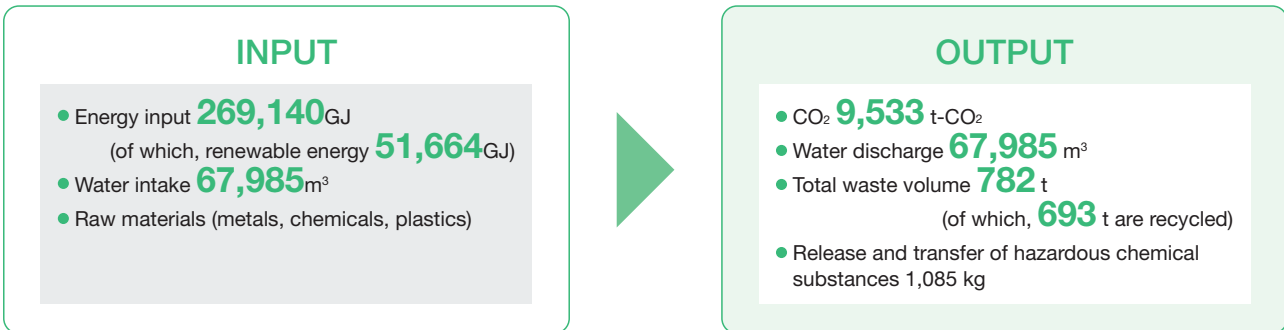 INPUT
● Energy input 269,140GJ
(of which, renewable energy 51,664GJ)
● Water intake 67,985m³
● Raw materials (metals, chemicals, plastics)
OUTPUT
● CO₂ 9,533 t-CO₂
● Water discharge 67,985 m³
● Total waste volume 782 t
(of which, 693 t are recycled)
● Release and transfer of hazardous chemical
substances 1,085 kg